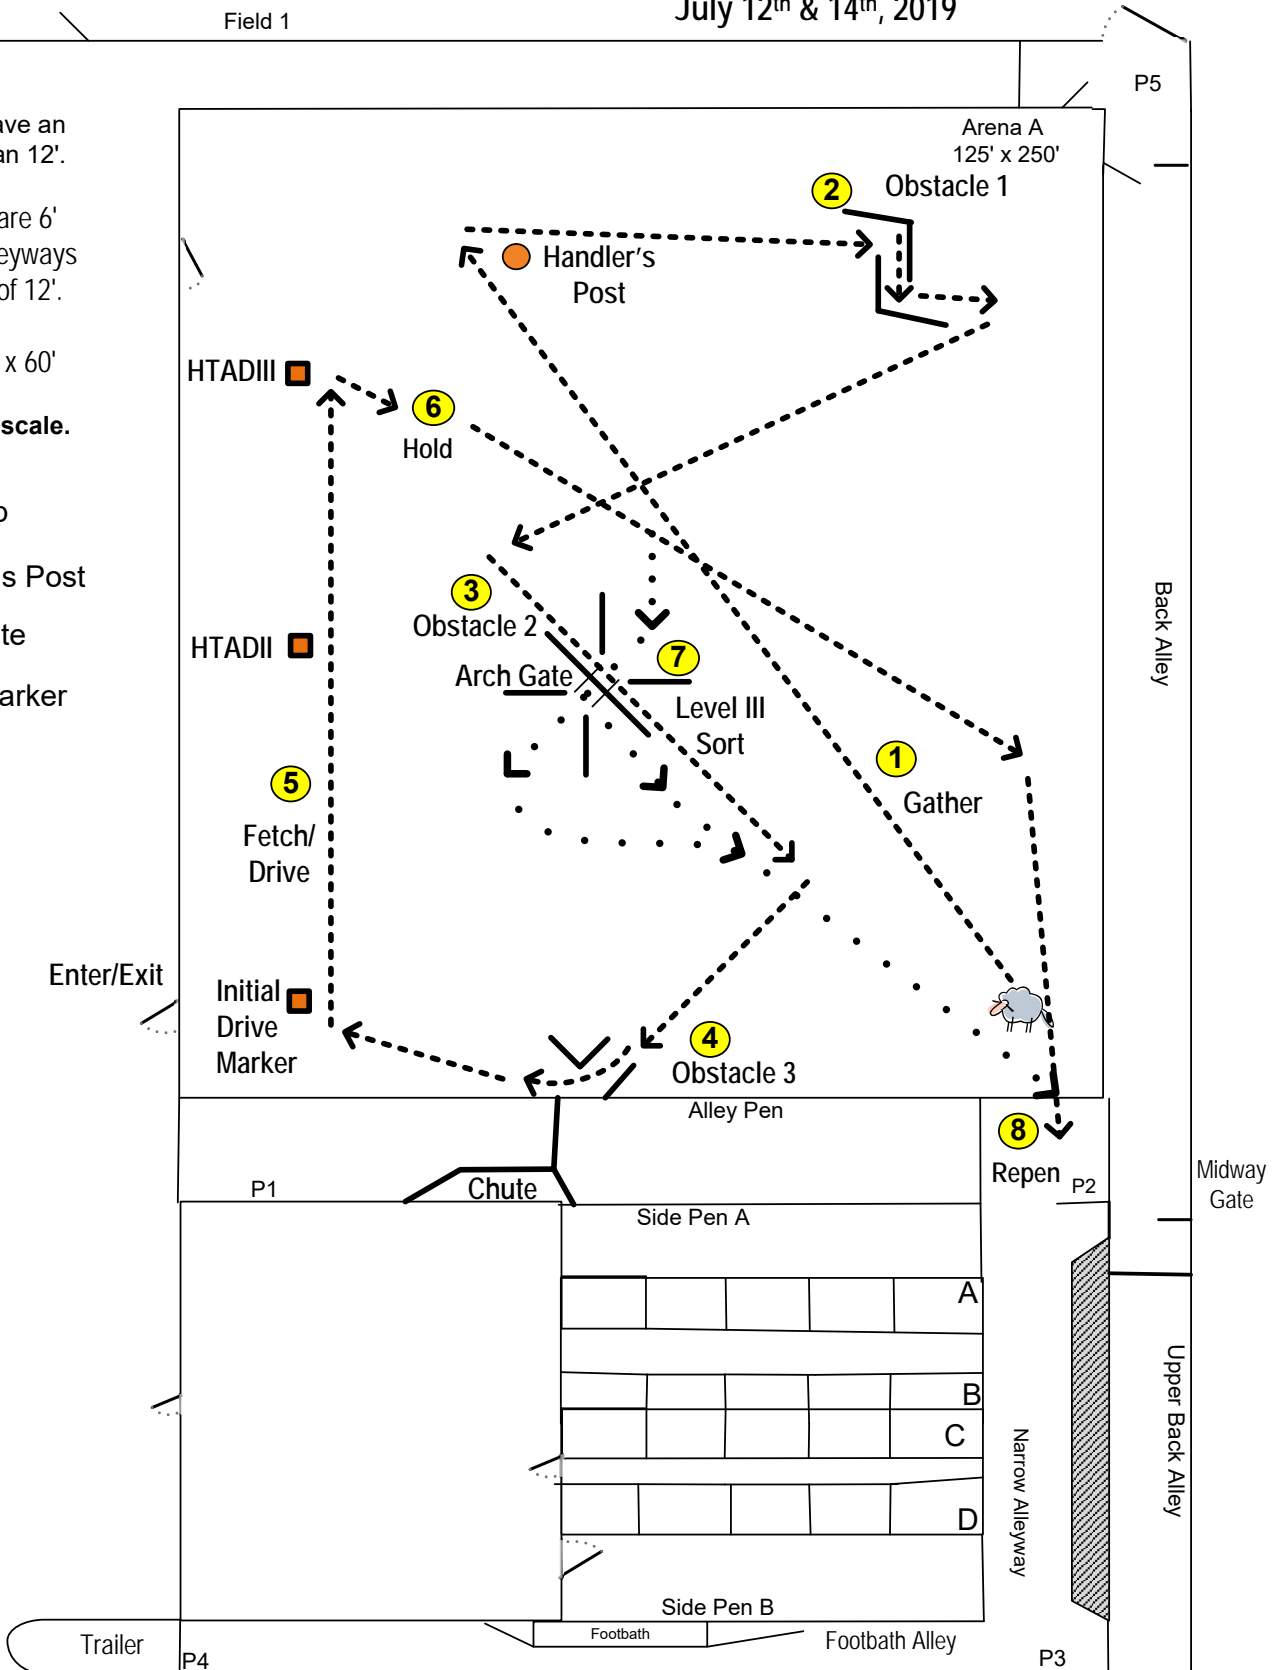 July 12th & 14th, 2019
Field 1
P5
ave an
an 12'.
Arena A
125' x 250'
2
Obstacle 1
are 6'
eyways
of 12'.
Handler's
Post
x 60'
HTADIII
6
Hold
scale.
s Post
3
Obstacle 2
te
HTADII
Arch Gate
7
Level III
Sort
arker
Back Alley
1
Gather
5
Fetch/
Drive
Enter/Exit
Initial
Drive
Marker
4
Obstacle 3
Alley Pen
8
Repen
P2
Midway
Gate
P1
Chute
Side Pen A
A
B
C
D
Narrow Alleyway
Upper Back Alley
Side Pen B
Footbath
Footbath Alley
Trailer
P4
P3